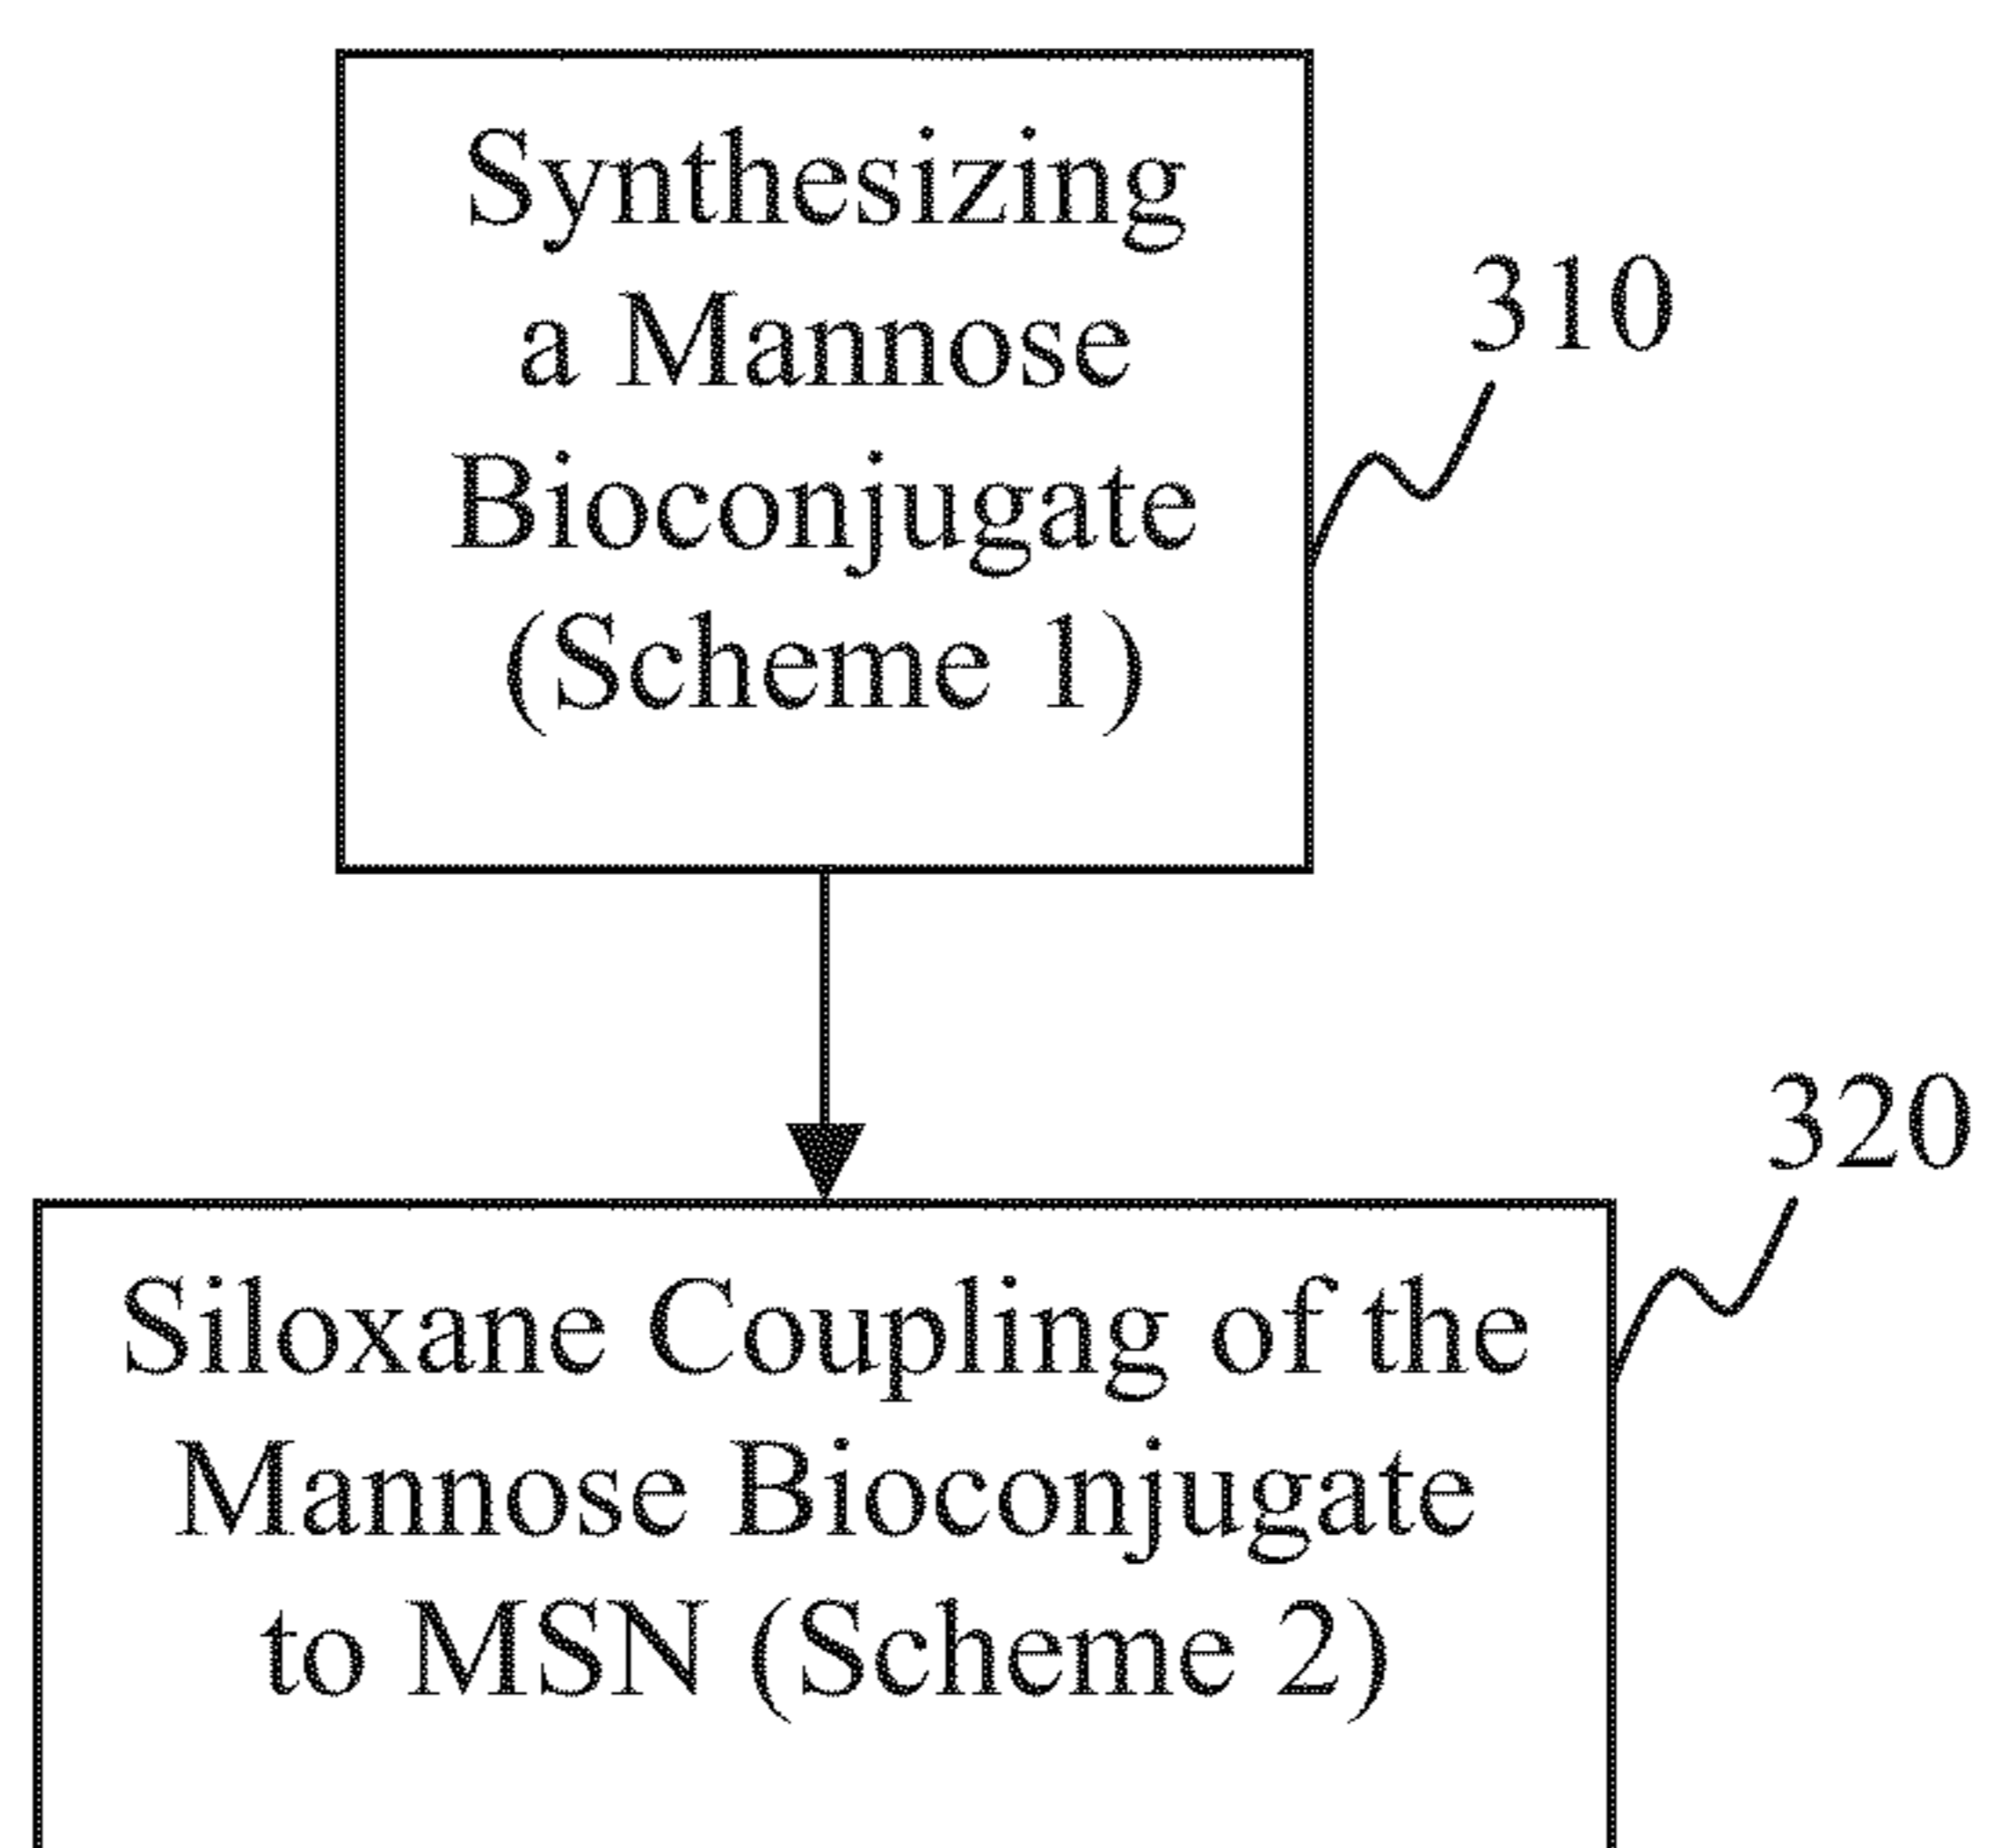 Synthesizing
a Mannose
Bioconjugate
(Scheme 1)
310
320
Siloxane Coupling of the
Mannose Bioconjugate
to MSN (Scheme 2)